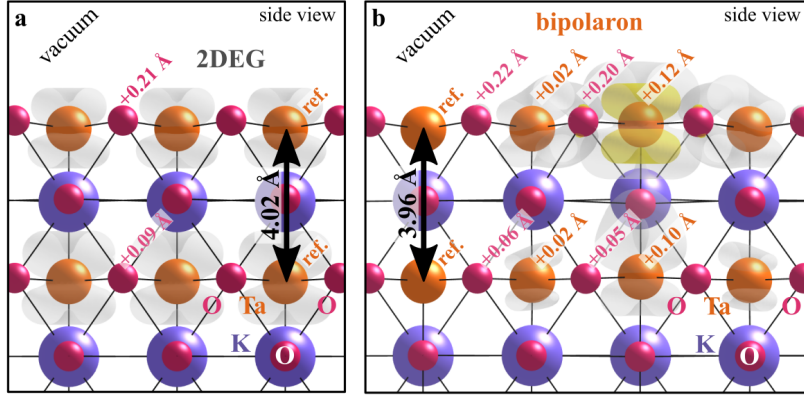 a
side view
vacuum
2DEG
+0.21 Å
ref.
4.02 Å
+0.09 Å
ref.
O
Ta
O
K
O
b
side view
vacuum
bipolaron
ref.
+0.22 Å
+0.02 Å
+0.20 Å
+0.12 Å
3.96 Å
ref.
+0.06 Å
+0.02 Å
+0.05 Å
+0.10 Å
O
Ta
O
K
O